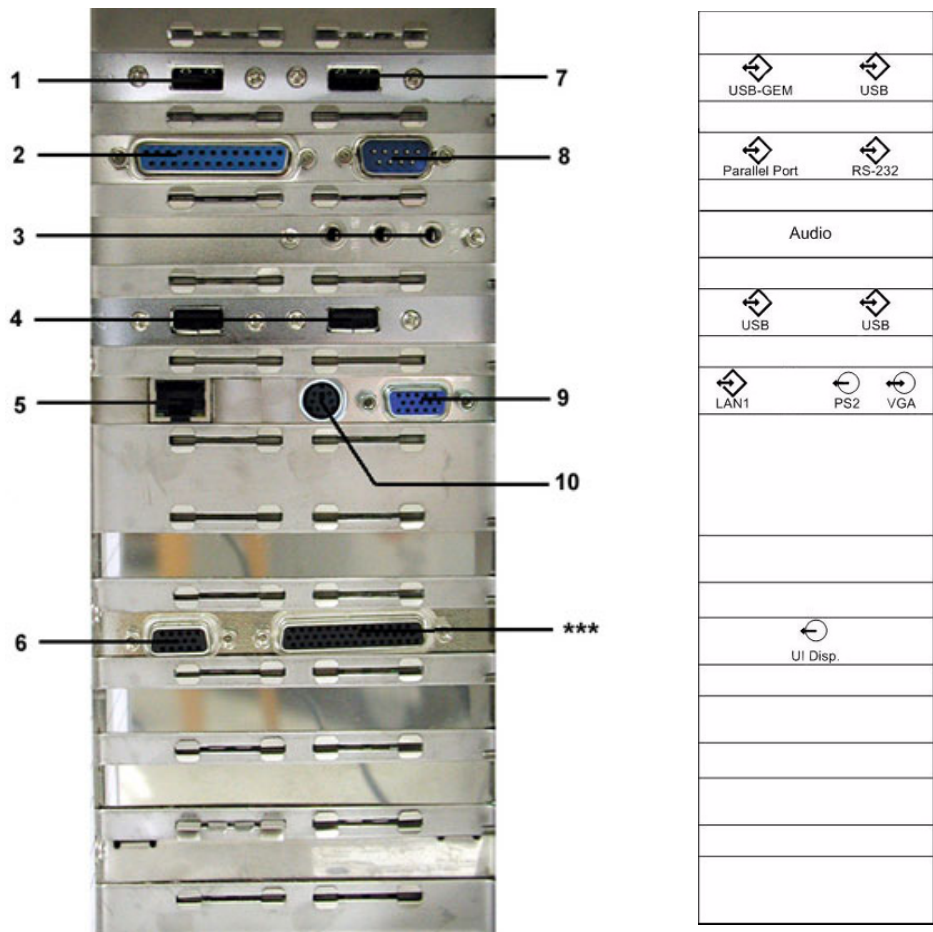 1 7
USB-GEM USB
2 8
Parallel Port RS-232
3
Audio
4
USB USB
5 9
LAN1 PS2 VGA
10
6 ***
UI Disp.